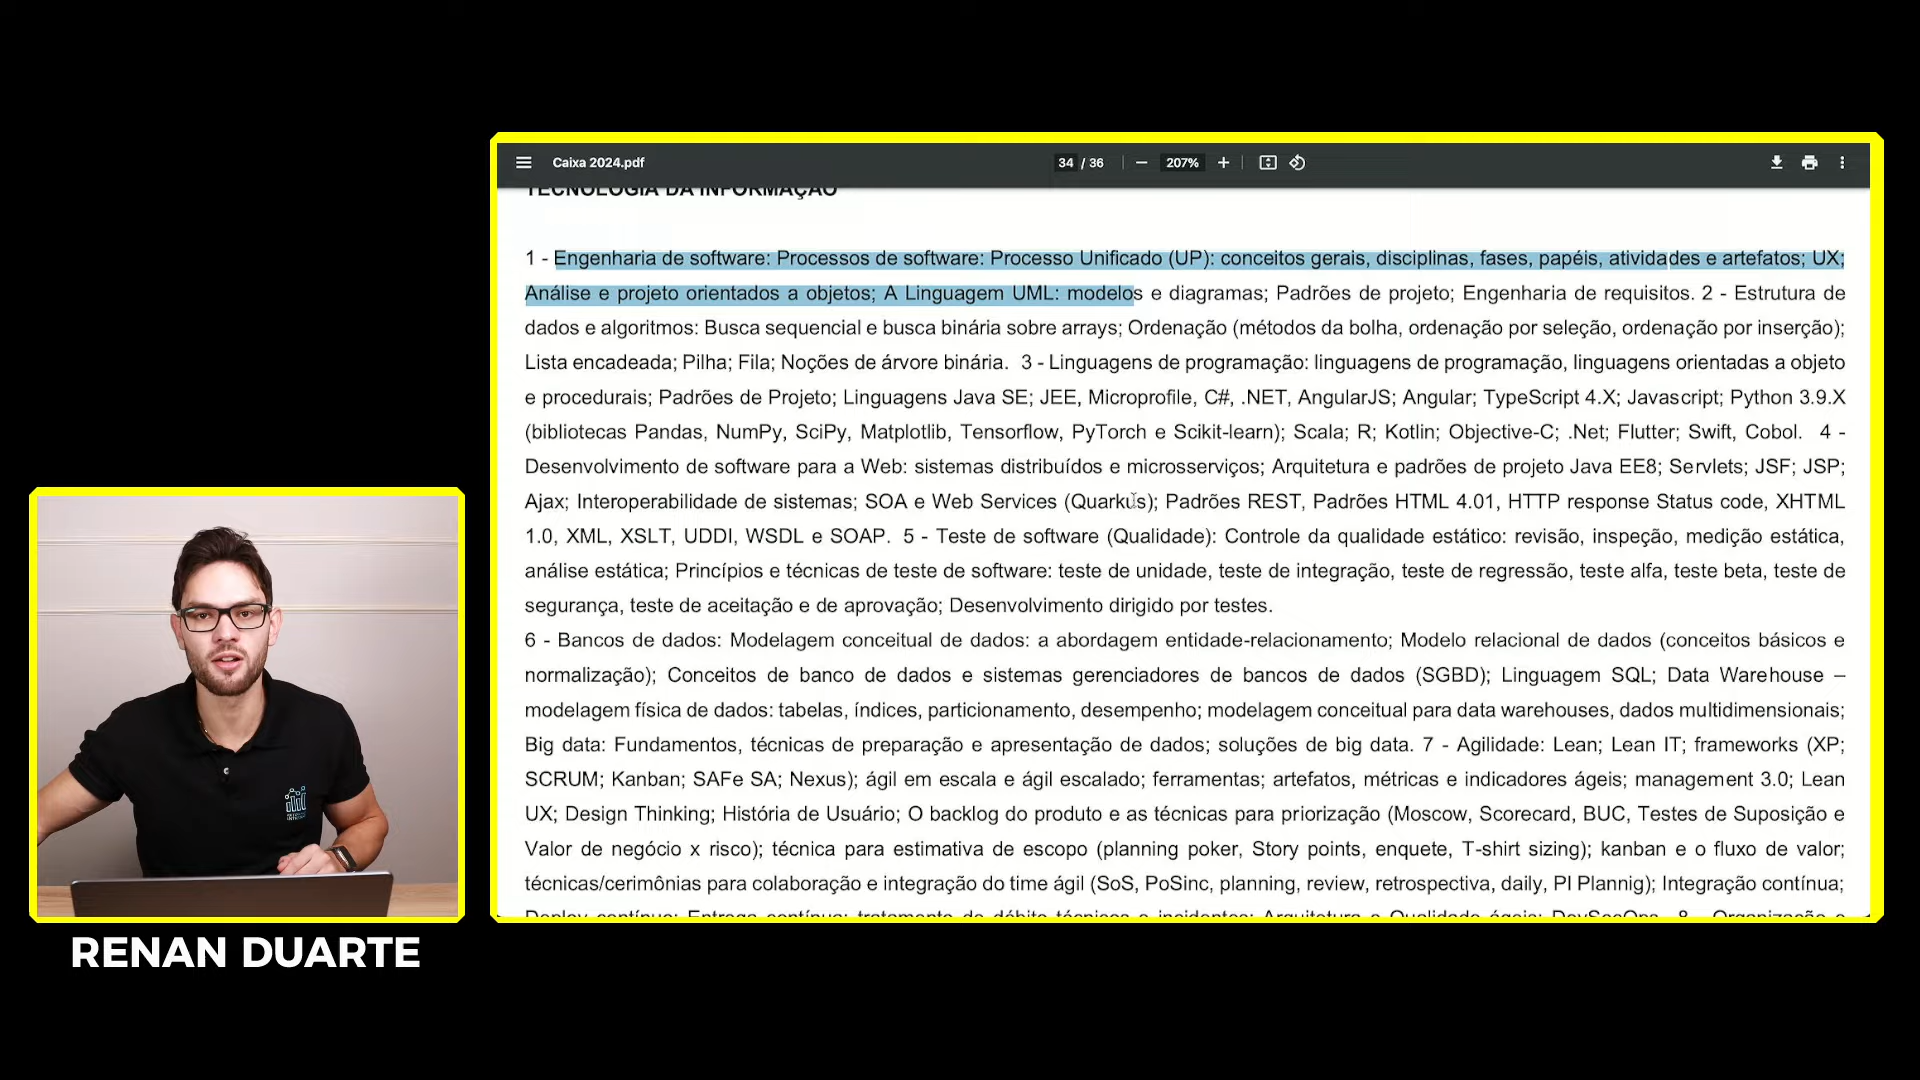 Caixa 2024.pdf
34 / 36
207%
TECNOLOGIA DA INFORMAÇÃO
1 - Engenharia de software: Processos de software: Processo Unificado (UP): conceitos gerais, disciplinas, fases, papéis, atividades e artefatos; UX;
Análise e projeto orientados a objetos; A Linguagem UML: modelos e diagramas; Padrões de projeto; Engenharia de requisitos. 2 - Estrutura de
dados e algoritmos: Busca sequencial e busca binária sobre arrays; Ordenação (métodos da bolha, ordenação por seleção, ordenação por inserção);
Lista encadeada; Pilha; Fila; Noções de árvore binária. 3 - Linguagens de programação: linguagens de programação, linguagens orientadas a objeto
e procedurais; Padrões de Projeto; Linguagens Java SE; JEE, Microprofile, C#, .NET, AngularJS; Angular; TypeScript 4.X; Javascript; Python 3.9.X
(bibliotecas Pandas, NumPy, SciPy, Matplotlib, Tensorflow, PyTorch e Scikit-learn); Scala; R; Kotlin; Objective-C; .Net; Flutter; Swift, Cobol. 4 -
Desenvolvimento de software para a Web: sistemas distribuídos e microsserviços; Arquitetura e padrões de projeto Java EE8; Servlets; JSF; JSP;
Ajax; Interoperabilidade de sistemas; SOA e Web Services (Quarkus); Padrões REST, Padrões HTML 4.01, HTTP response Status code, XHTML
1.0, XML, XSLT, UDDI, WSDL e SOAP. 5 - Teste de software (Qualidade): Controle da qualidade estático: revisão, inspeção, medição estática,
análise estática; Princípios e técnicas de teste de software: teste de unidade, teste de integração, teste de regressão, teste alfa, teste beta, teste de
segurança, teste de aceitação e de aprovação; Desenvolvimento dirigido por testes.
6 - Bancos de dados: Modelagem conceitual de dados: a abordagem entidade-relacionamento; Modelo relacional de dados (conceitos básicos e
normalização); Conceitos de banco de dados e sistemas gerenciadores de bancos de dados (SGBD); Linguagem SQL; Data Warehouse –
modelagem física de dados: tabelas, índices, particionamento, desempenho; modelagem conceitual para data warehouses, dados multidimensionais;
Big data: Fundamentos, técnicas de preparação e apresentação de dados; soluções de big data. 7 - Agilidade: Lean; Lean IT; frameworks (XP;
SCRUM; Kanban; SAFe SA; Nexus); ágil em escala e ágil escalado; ferramentas; artefatos, métricas e indicadores ágeis; management 3.0; Lean
UX; Design Thinking; História de Usuário; O backlog do produto e as técnicas para priorização (Moscow, Scorecard, BUC, Testes de Suposição e
Valor de negócio x risco); técnica para estimativa de escopo (planning poker, Story points, enquete, T-shirt sizing); kanban e o fluxo de valor;
técnicas/cerimônias para colaboração e integração do time ágil (SoS, PoSinc, planning, review, retrospectiva, daily, PI Plannig); Integração contínua;
Deploy contínuo; Entrega contínua; tratamento de débito técnicos e incidentes; Arquitetura e Qualidade ágeis; DevSecOps. 8 - Organização e
RENAN DUARTE